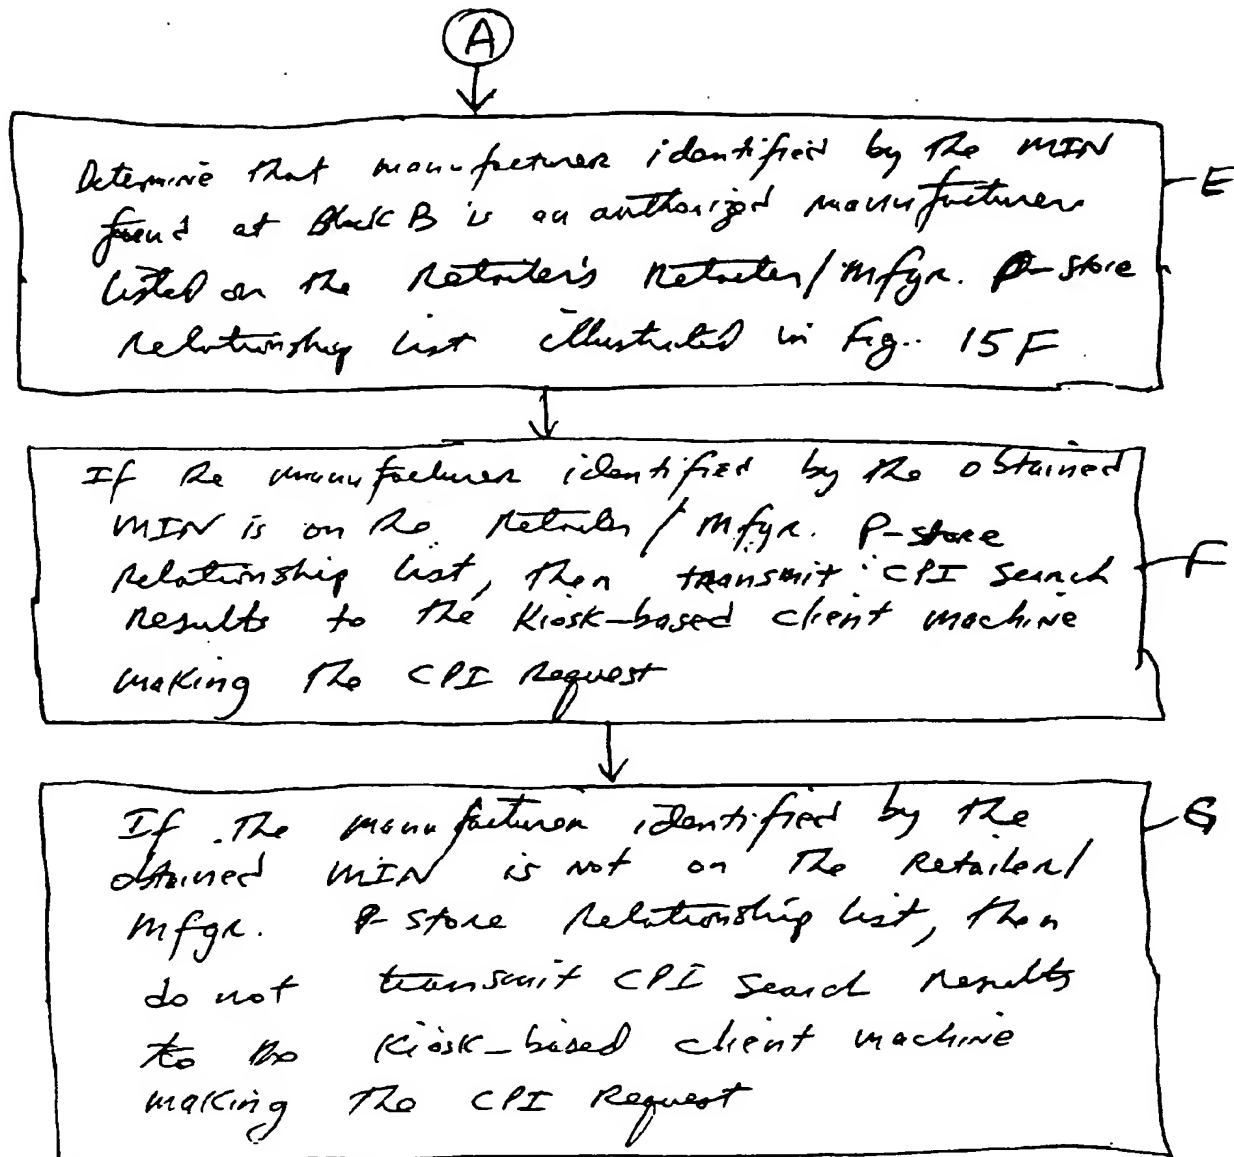 A
Determine that manufacturer identified by the MIN
found at Block B is an authorized manufacturer
listed on the Retailer's Retailer/Mfgr. P-store
relationship list illustrated in Fig. 15F
E
If the manufacturer identified by the obtained
MIN is on the Retailer/Mfgr. P-store
relationship list, then transmit CPI search
results to the Kiosk-based client machine
making the CPI Request
F
If the manufacturer identified by the
obtained MIN is not on the Retailer/
Mfgr. P-store relationship list, then
do not transmit CPI search results
to the Kiosk-based client machine
making the CPI Request
G